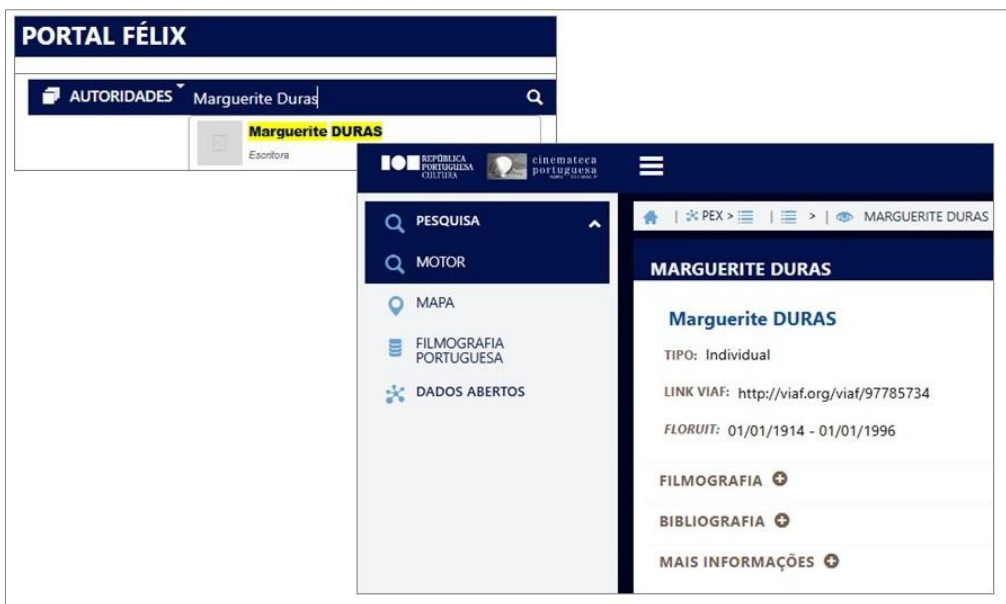 PORTAL FÉLIX
AUTORIDADES Marguerite Duras
Marguerite DURAS
Escritora
REPÚBLICA
PORTUGUESA
CULTURA
cinemateca
portuguesa
PESQUISA
MOTOR
MAPA
FILMOGRAFIA
PORTUGUESA
DADOS ABERTOS
| PEX > | > | MARGUERITE DURAS
MARGUERITE DURAS
Marguerite DURAS
TIPO: Individual
LINK VIAF: http://viaf.org/viaf/97785734
FLORUIT: 01/01/1914 - 01/01/1996
FILMOGRAFIA
BIBLIOGRAFIA
MAIS INFORMAÇÕES